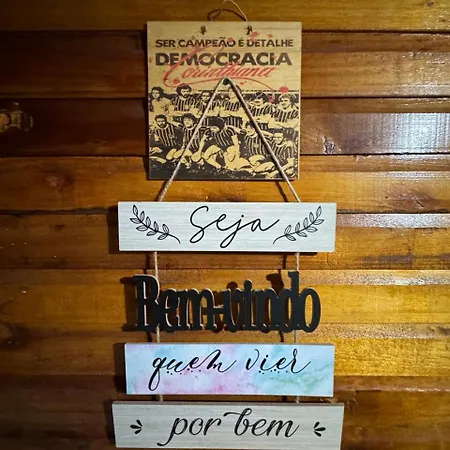 SER CAMPEÃO É DETALHE
DEMOCRACIA
Corinthiana
Seja
Bem-vindo
quem vier
por bem